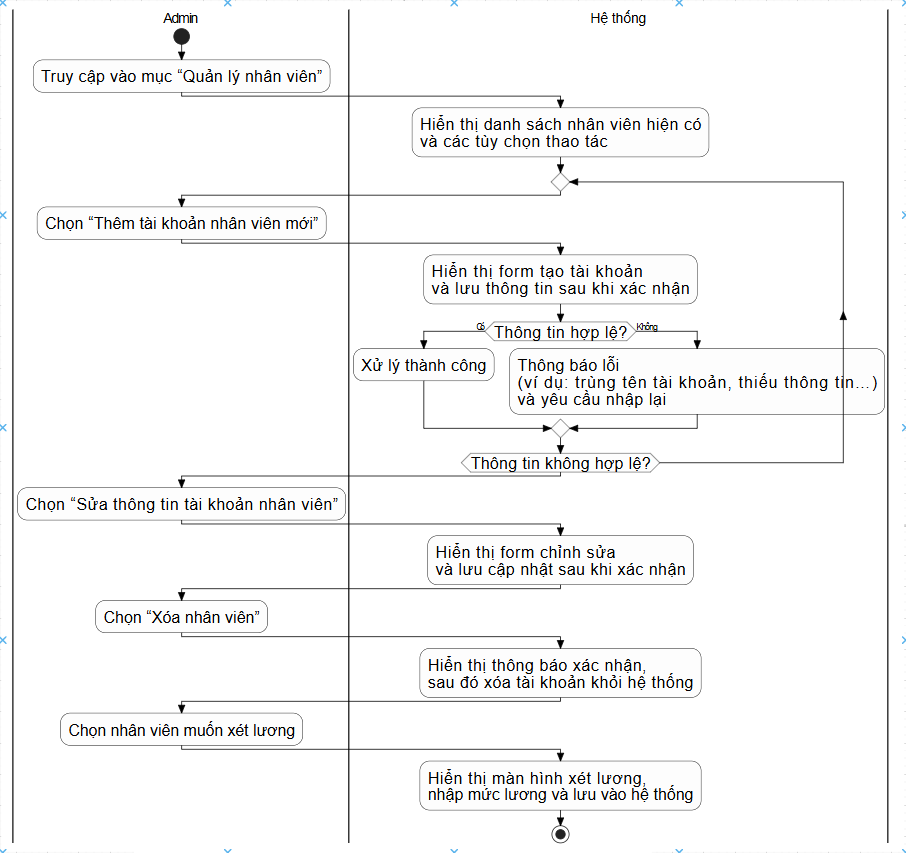 Admin
Hệ thống
Truy cập vào mục “Quản lý nhân viên”
Hiển thị danh sách nhân viên hiện có
và các tùy chọn thao tác
Chọn “Thêm tài khoản nhân viên mới”
Hiển thị form tạo tài khoản
và lưu thông tin sau khi xác nhận
Có
Thông tin hợp lệ?
Không
Xử lý thành công
Thông báo lỗi
(ví dụ: trùng tên tài khoản, thiếu thông tin...)
và yêu cầu nhập lại
Thông tin không hợp lệ?
Chọn “Sửa thông tin tài khoản nhân viên”
Hiển thị form chỉnh sửa
và lưu cập nhật sau khi xác nhận
Chọn “Xóa nhân viên”
Hiển thị thông báo xác nhận,
sau đó xóa tài khoản khỏi hệ thống
Chọn nhân viên muốn xét lương
Hiển thị màn hình xét lương,
nhập mức lương và lưu vào hệ thống